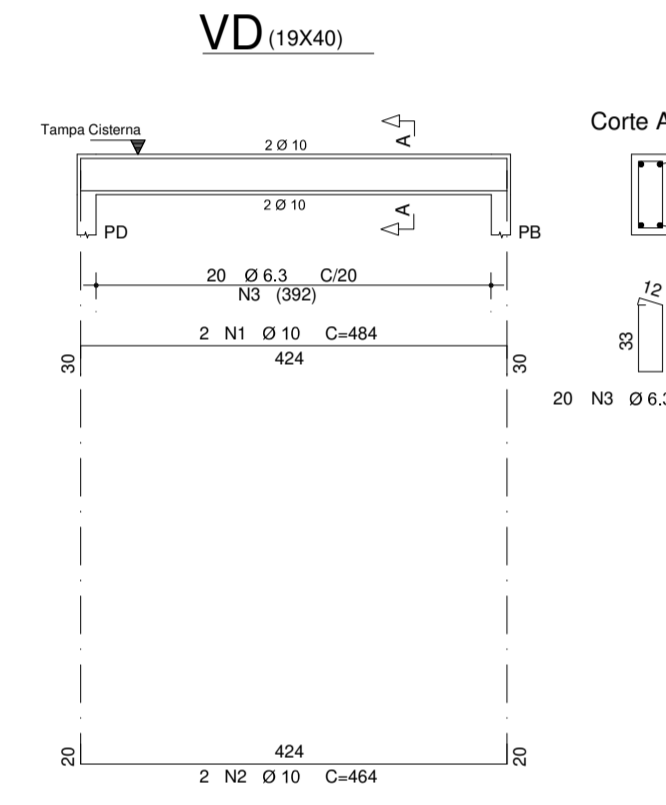 VD (19X40)
Tampa Cisterna
2 Ø 10
A
Corte A
2 Ø 10
A
PD
PB
20 Ø 6.3 C/20
N3 (392)
12
33
2 N1 Ø 10 C=484
30
424
30
20 N3 Ø 6.3
20
424
20
2 N2 Ø 10 C=464